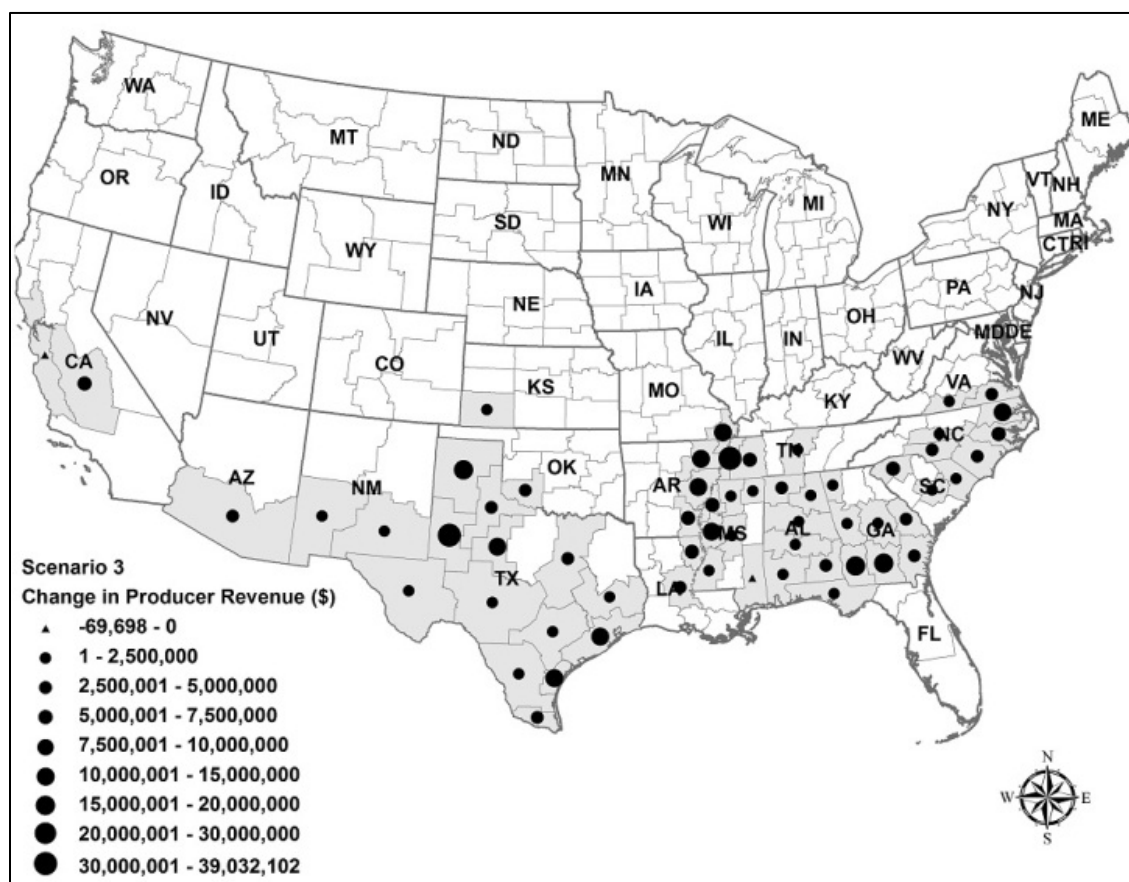 WA
MT
ND
MN
ME
OR
ID
SD
WI
MI
VT
NH
NY
MA
CT
RI
WY
IA
PA
NJ
NE
NV
UT
CO
IL
IN
OH
MD
DE
WV
CA
KS
MO
KY
VA
AZ
NM
OK
TN
NC
AR
SC
MS
AL
GA
TX
LA
FL
Scenario 3
Change in Producer Revenue ($)
-69,698 - 0
1 - 2,500,000
2,500,001 - 5,000,000
5,000,001 - 7,500,000
7,500,001 - 10,000,000
10,000,001 - 15,000,000
15,000,001 - 20,000,000
20,000,001 - 30,000,000
30,000,001 - 39,032,102
N
W
E
S